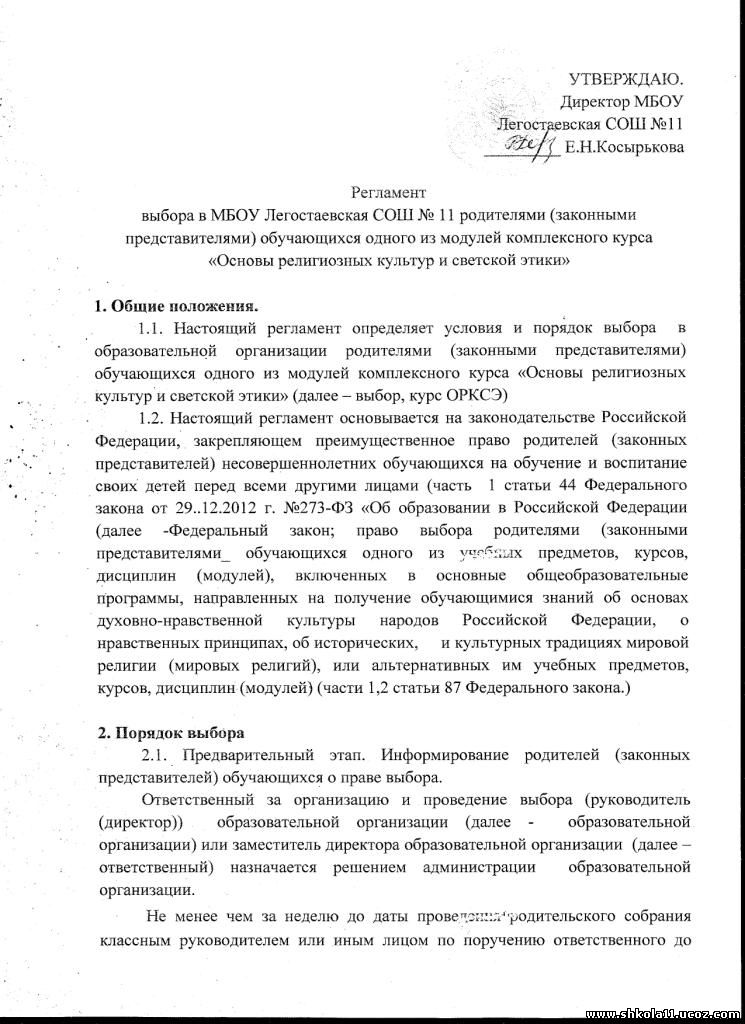 УТВЕРЖДАЮ.
Директор МБОУ
Легостаевская СОШ №11
Е.Н.Косырькова
Регламент
выбора в МБОУ Легостаевская СОШ № 11 родителями (законными
представителями) обучающихся одного из модулей комплексного курса
«Основы религиозных культур и светской этики»
1. Общие положения.
1.1. Настоящий регламент определяет условия и порядок выбора в
образовательной организации родителями (законными представителями)
обучающихся одного из модулей комплексного курса «Основы религиозных
культур и светской этики» (далее – выбор, курс ОРКСЭ)
1.2. Настоящий регламент основывается на законодательстве Российской
Федерации, закрепляющем преимущественное право родителей (законных
представителей) несовершеннолетних обучающихся на обучение и воспитание
своих детей перед всеми другими лицами (часть 1 статьи 44 Федерального
закона от 29..12.2012 г. №273-ФЗ «Об образовании в Российской Федерации
(далее -Федеральный закон; право выбора родителями (законными
представителями_ обучающихся одного из учебных предметов, курсов,
дисциплин (модулей), включенных в основные общеобразовательные
программы, направленных на получение обучающимися знаний об основах
духовно-нравственной культуры народов Российской Федерации, о
нравственных принципах, об исторических, и культурных традициях мировой
религии (мировых религий), или альтернативных им учебных предметов,
курсов, дисциплин (модулей) (части 1,2 статьи 87 Федерального закона.)
2. Порядок выбора
2.1. Предварительный этап. Информирование родителей (законных
представителей) обучающихся о праве выбора.
Ответственный за организацию и проведение выбора (руководитель
(директор)) образовательной организации (далее - образовательной
организации) или заместитель директора образовательной организации (далее –
ответственный) назначается решением администрации образовательной
организации.
Не менее чем за неделю до даты проведения родительского собрания
классным руководителем или иным лицом по поручению ответственного до
www.shkola11.ucoz.com